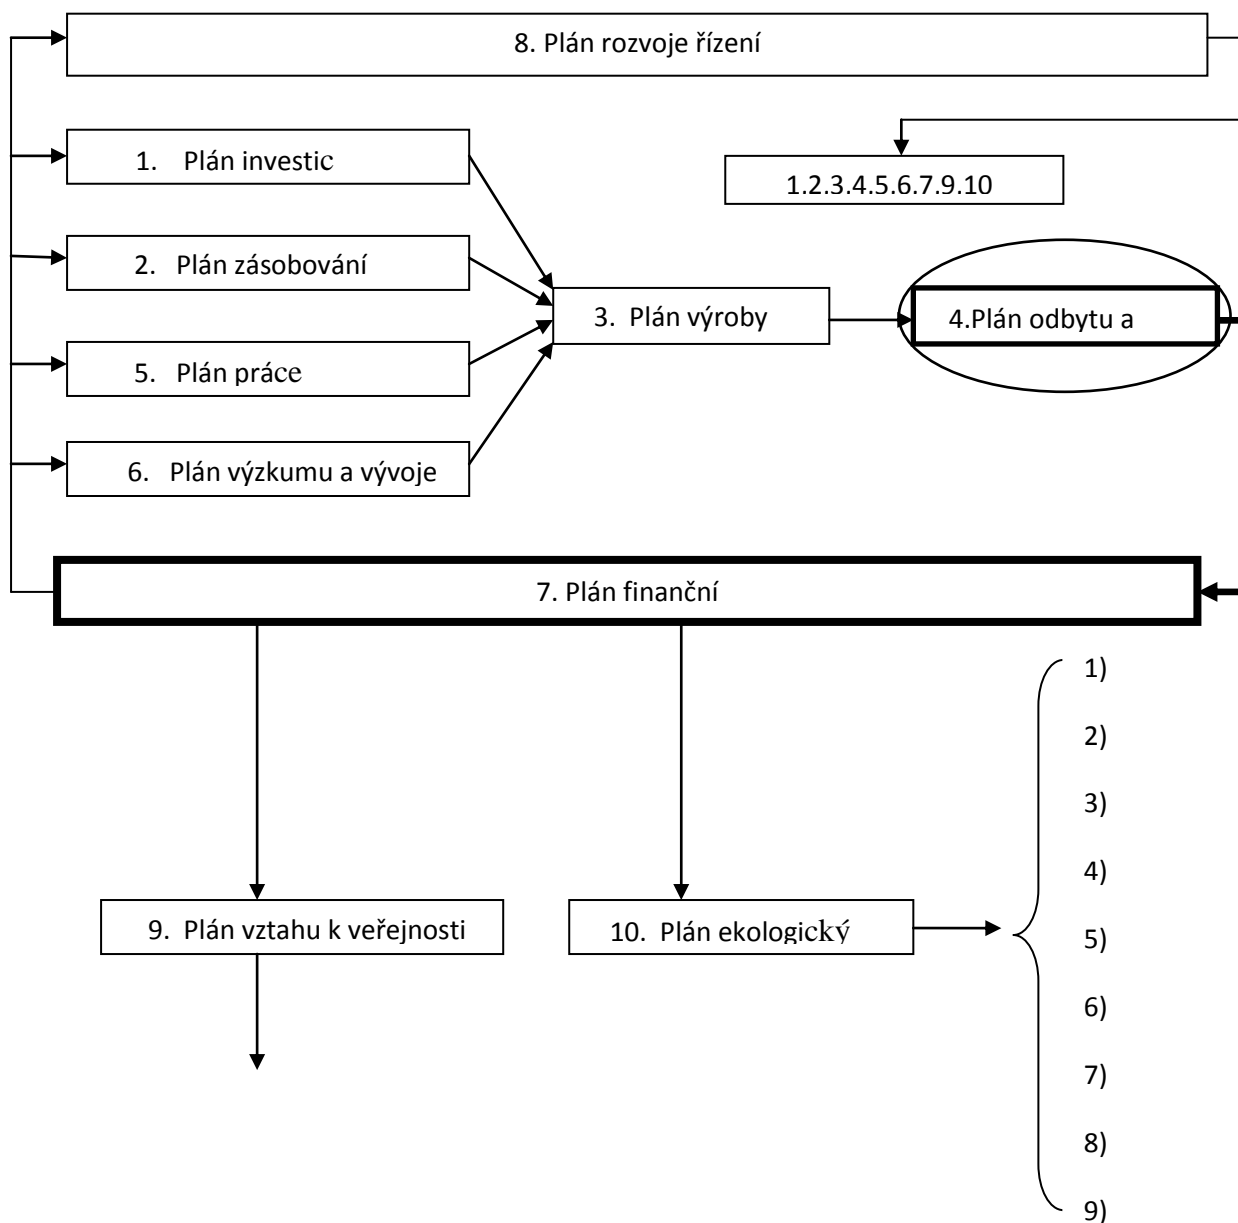 8. Plán rozvoje řízení
1. Plán investic
1.2.3.4.5.6.7.9.10
2. Plán zásobování
3. Plán výroby
4.Plán odbytu a
5. Plán práce
6. Plán výzkumu a vývoje
7. Plán finanční
1)
2)
3)
4)
9. Plán vztahu k veřejnosti
10. Plán ekologický
5)
6)
7)
8)
9)